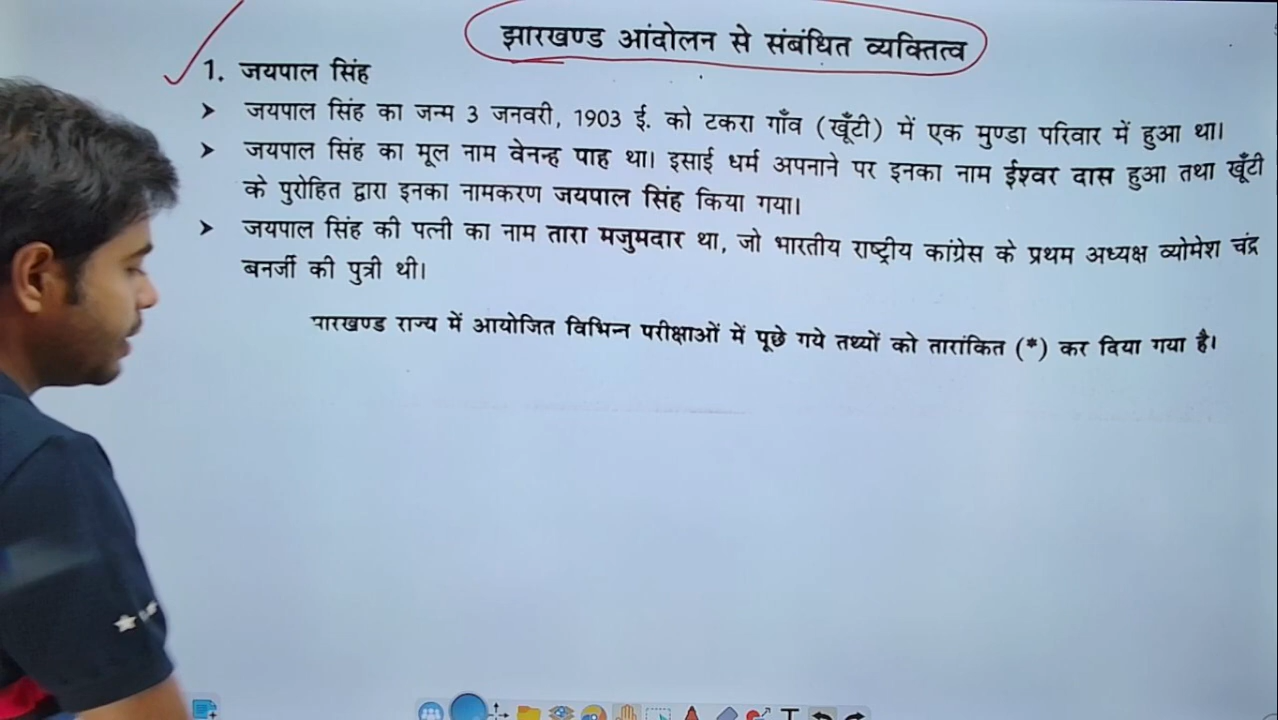 झारखण्ड आंदोलन से संबंधित व्यक्तित्व
1. जयपाल सिंह
➤ जयपाल सिंह का जन्म 3 जनवरी, 1903 ई. को टकरा गाँव (खूँटी) में एक मुण्डा परिवार में हुआ था।
➤ जयपाल सिंह का मूल नाम वेनन्ह पाह था। इसाई धर्म अपनाने पर इनका नाम ईश्वर दास हुआ तथा खूँटी
के पुरोहित द्वारा इनका नामकरण जयपाल सिंह किया गया।
➤ जयपाल सिंह की पत्नी का नाम तारा मजुमदार था, जो भारतीय राष्ट्रीय कांग्रेस के प्रथम अध्यक्ष व्योमेश चंद्र
बनर्जी की पुत्री थी।
राज्य में आयोजित विभिन्न परीक्षाओं में पूछे गये तथ्यों को तारांकित (*) कर दिया गया है।